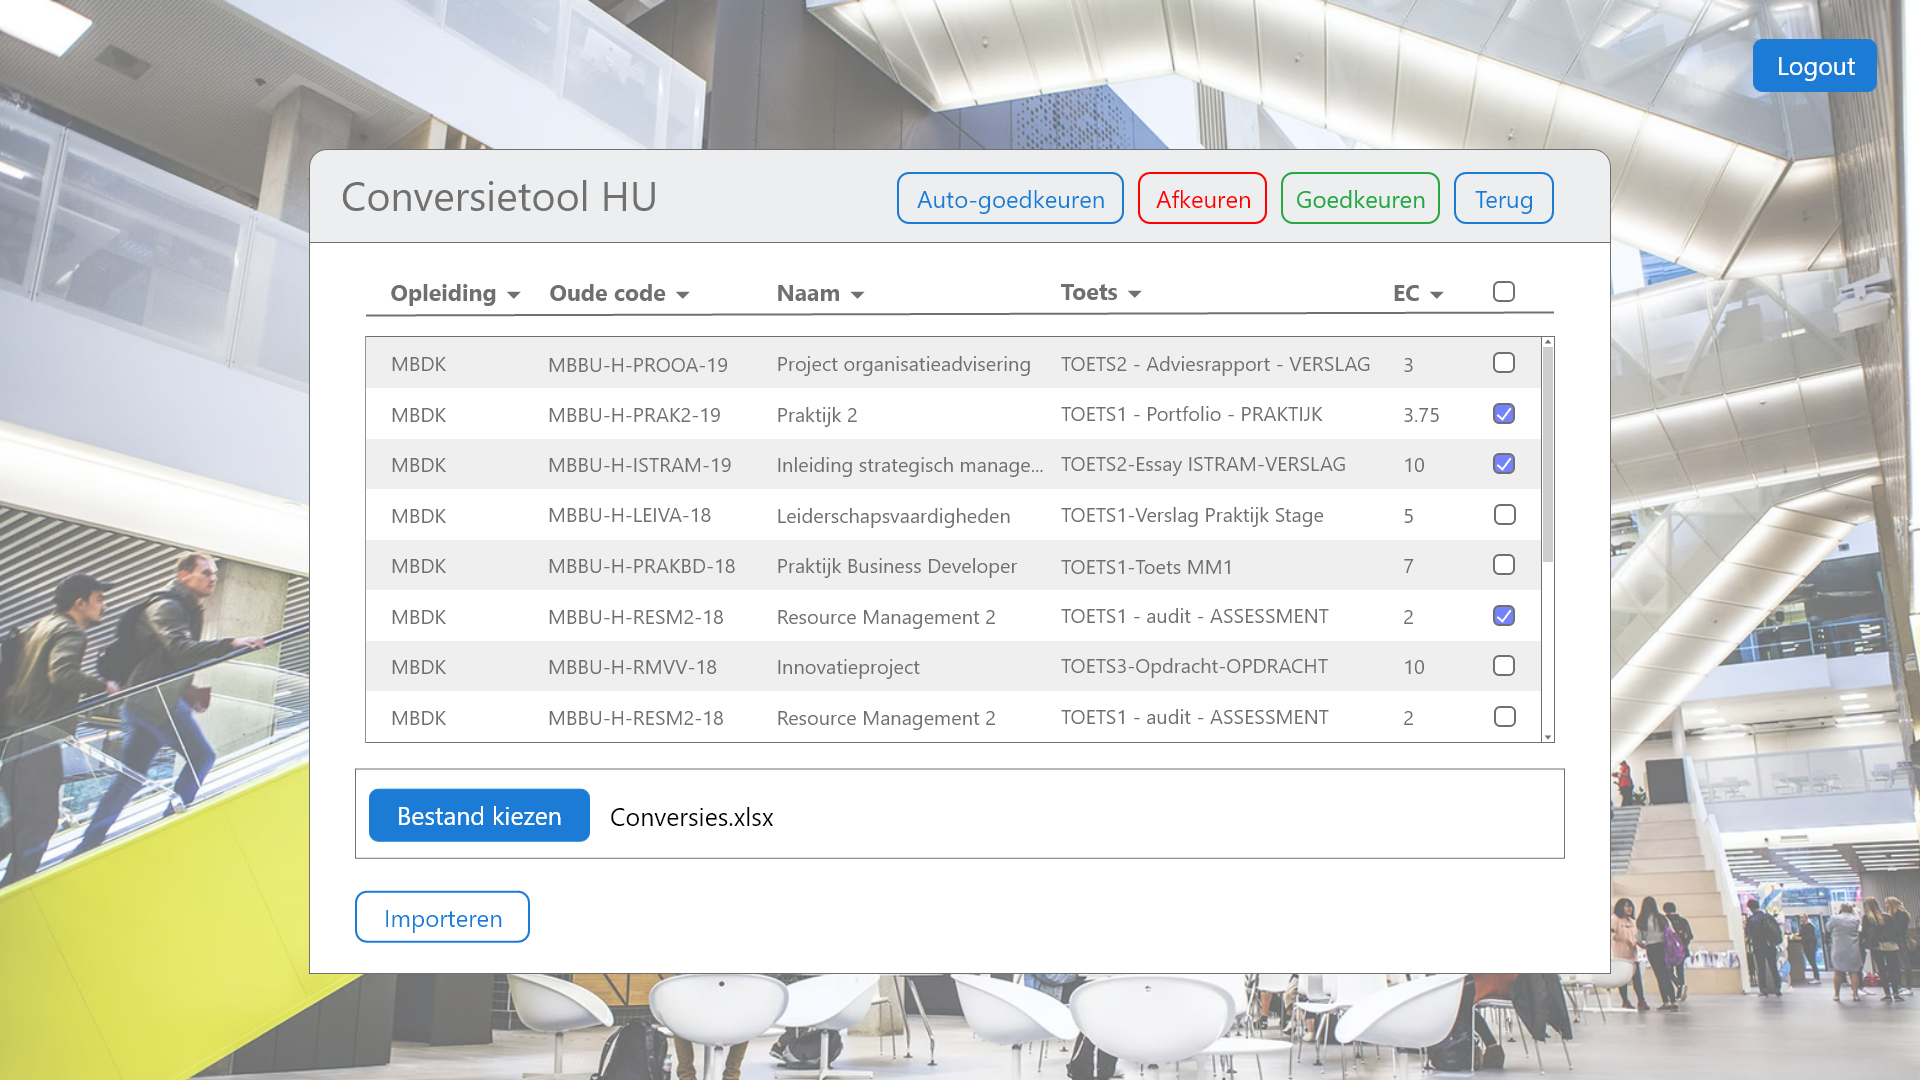 Logout
Conversietool HU Auto-goedkeuren Afkeuren Goedkeuren Terug
Opleiding Oude code Naam Toets EC
MBDK MBBU-H-PROOA-19 Project organisatieadvisering TOETS2 - Adviesrapport - VERSLAG 3
MBDK MBBU-H-PRAK2-19 Praktijk 2 TOETS1 - Portfolio - PRAKTIJK 3.75
MBDK MBBU-H-ISTRAM-19 Inleiding strategisch manage... TOETS2-Essay ISTRAM-VERSLAG 10
MBDK MBBU-H-LEIVA-18 Leiderschapsvaardigheden TOETS1-Verslag Praktijk Stage 5
MBDK MBBU-H-PRAKBD-18 Praktijk Business Developer TOETS1-Toets MM1 7
MBDK MBBU-H-RESM2-18 Resource Management 2 TOETS1 - audit - ASSESSMENT 2
MBDK MBBU-H-RMVV-18 Innovatieproject TOETS3-Opdracht-OPDRACHT 10
MBDK MBBU-H-RESM2-18 Resource Management 2 TOETS1 - audit - ASSESSMENT 2
Bestand kiezen Conversies.xlsx
Importeren